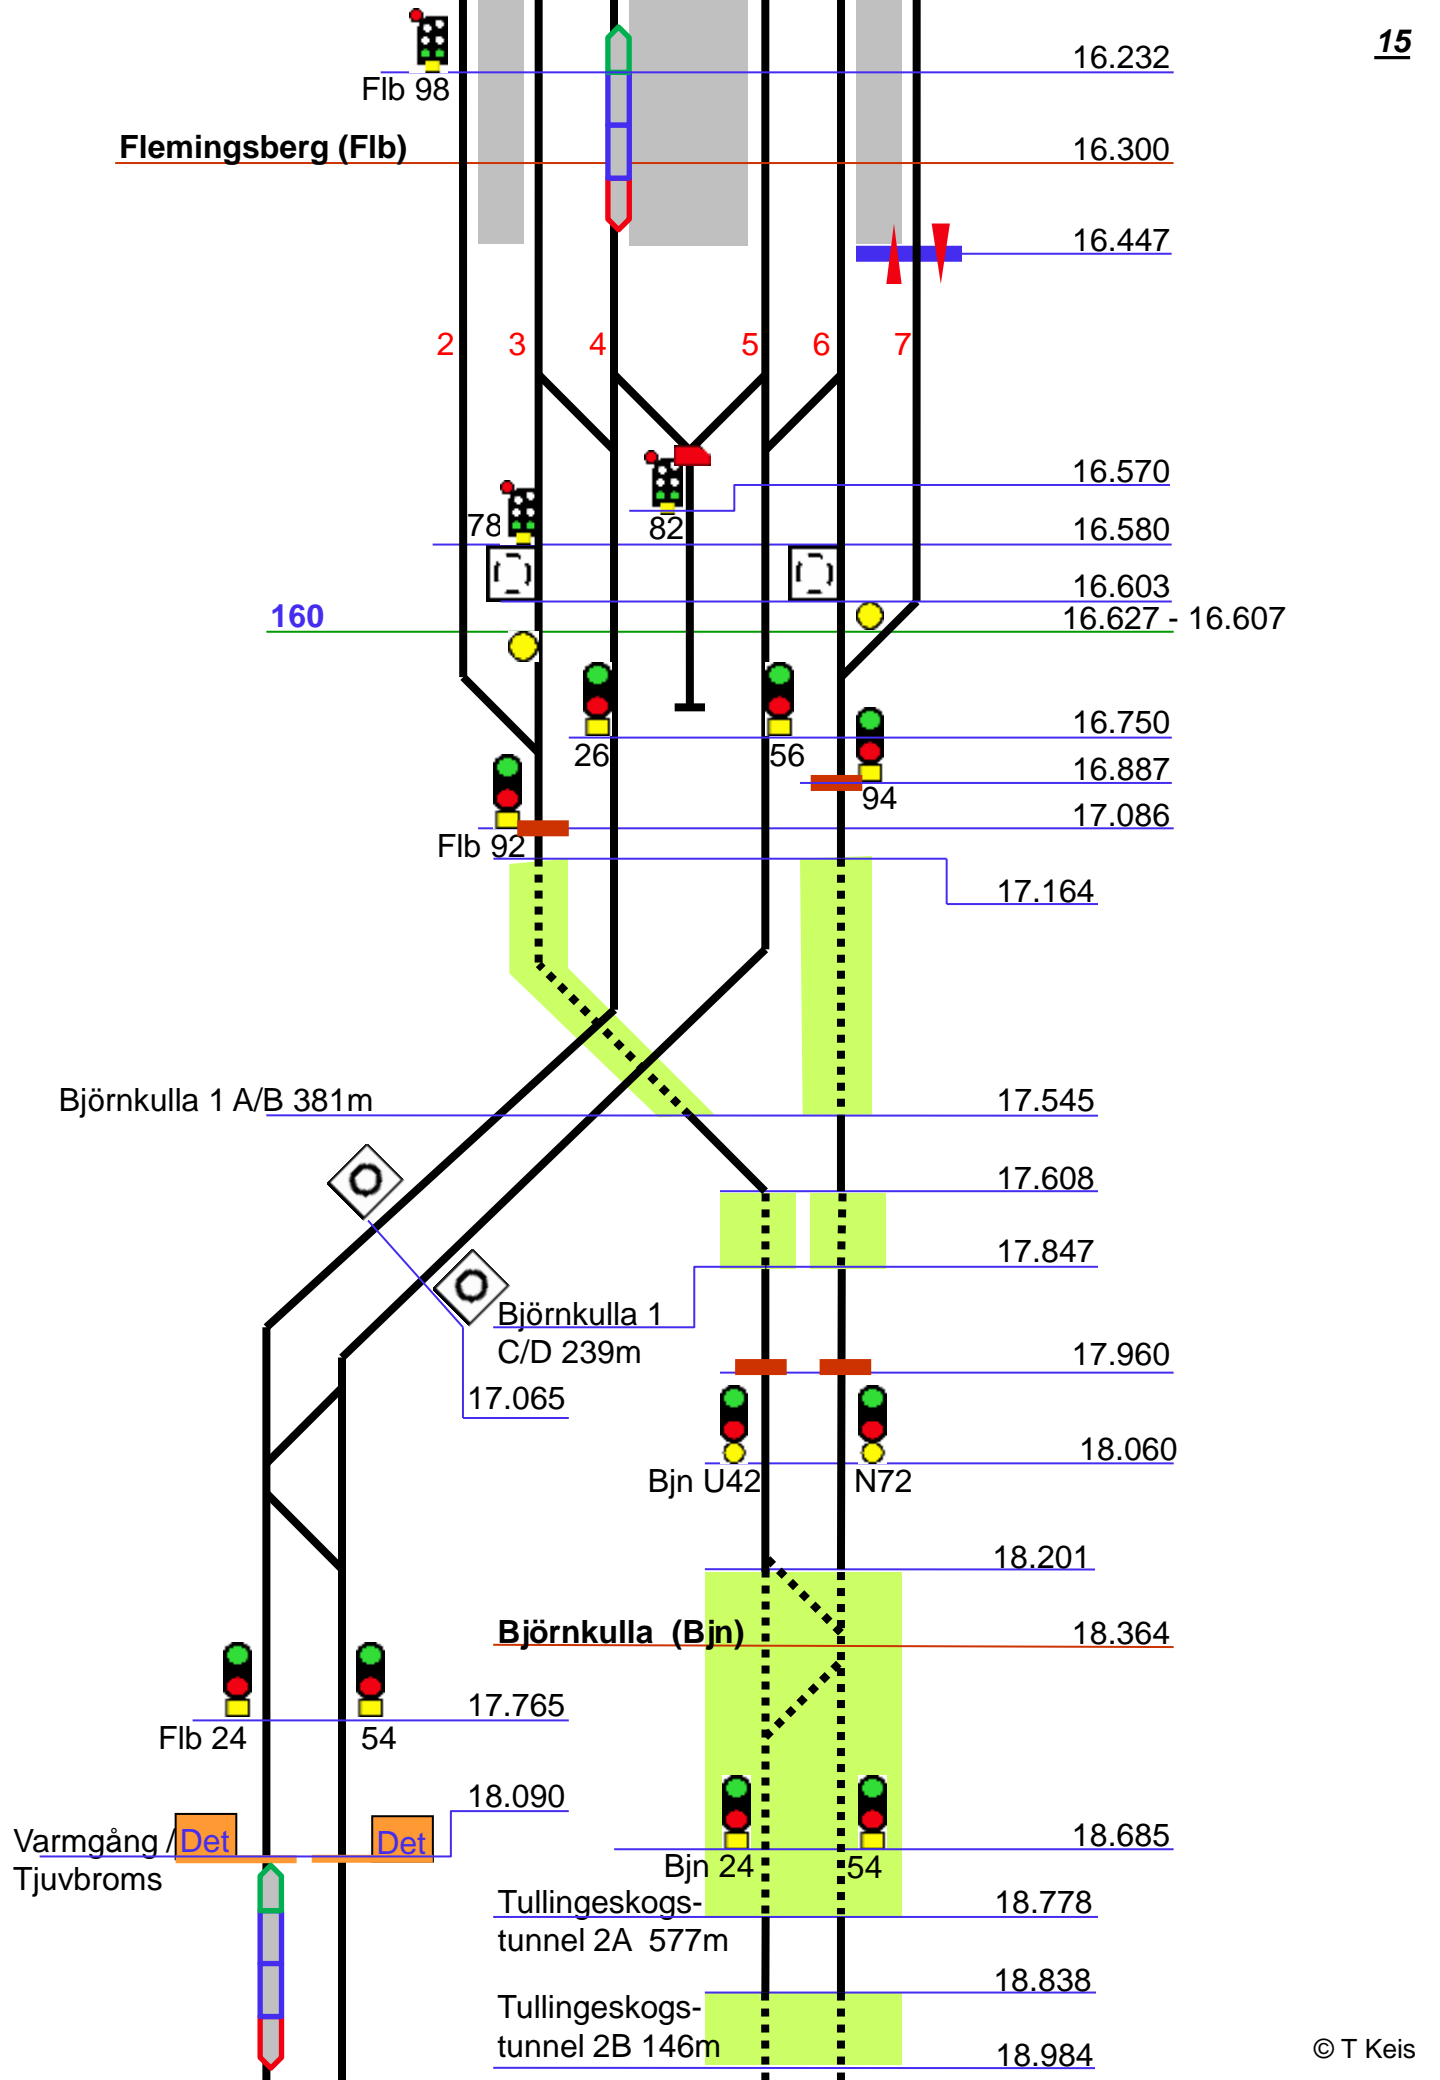 15
16.232
Flb 98
Flemingsberg (Flb)
16.300
16.447
2 3 4 5 6 7
16.570
78
82
16.580
16.603
160
16.627 - 16.607
16.750
26
56
16.887
94
17.086
Flb 92
17.164
Björnkulla 1 A/B 381m
17.545
17.608
17.847
Björnkulla 1
C/D 239m
17.960
17.065
18.060
Bjn U42
N72
18.201
Björnkulla (Bjn)
18.364
17.765
Flb 24
54
18.090
Varmgång /
Tjuvbroms
Det
Det
18.685
Bjn 24
54
Tullingeskogs-
tunnel 2A 577m
18.778
18.838
Tullingeskogs-
tunnel 2B 146m
18.984
© T Keis